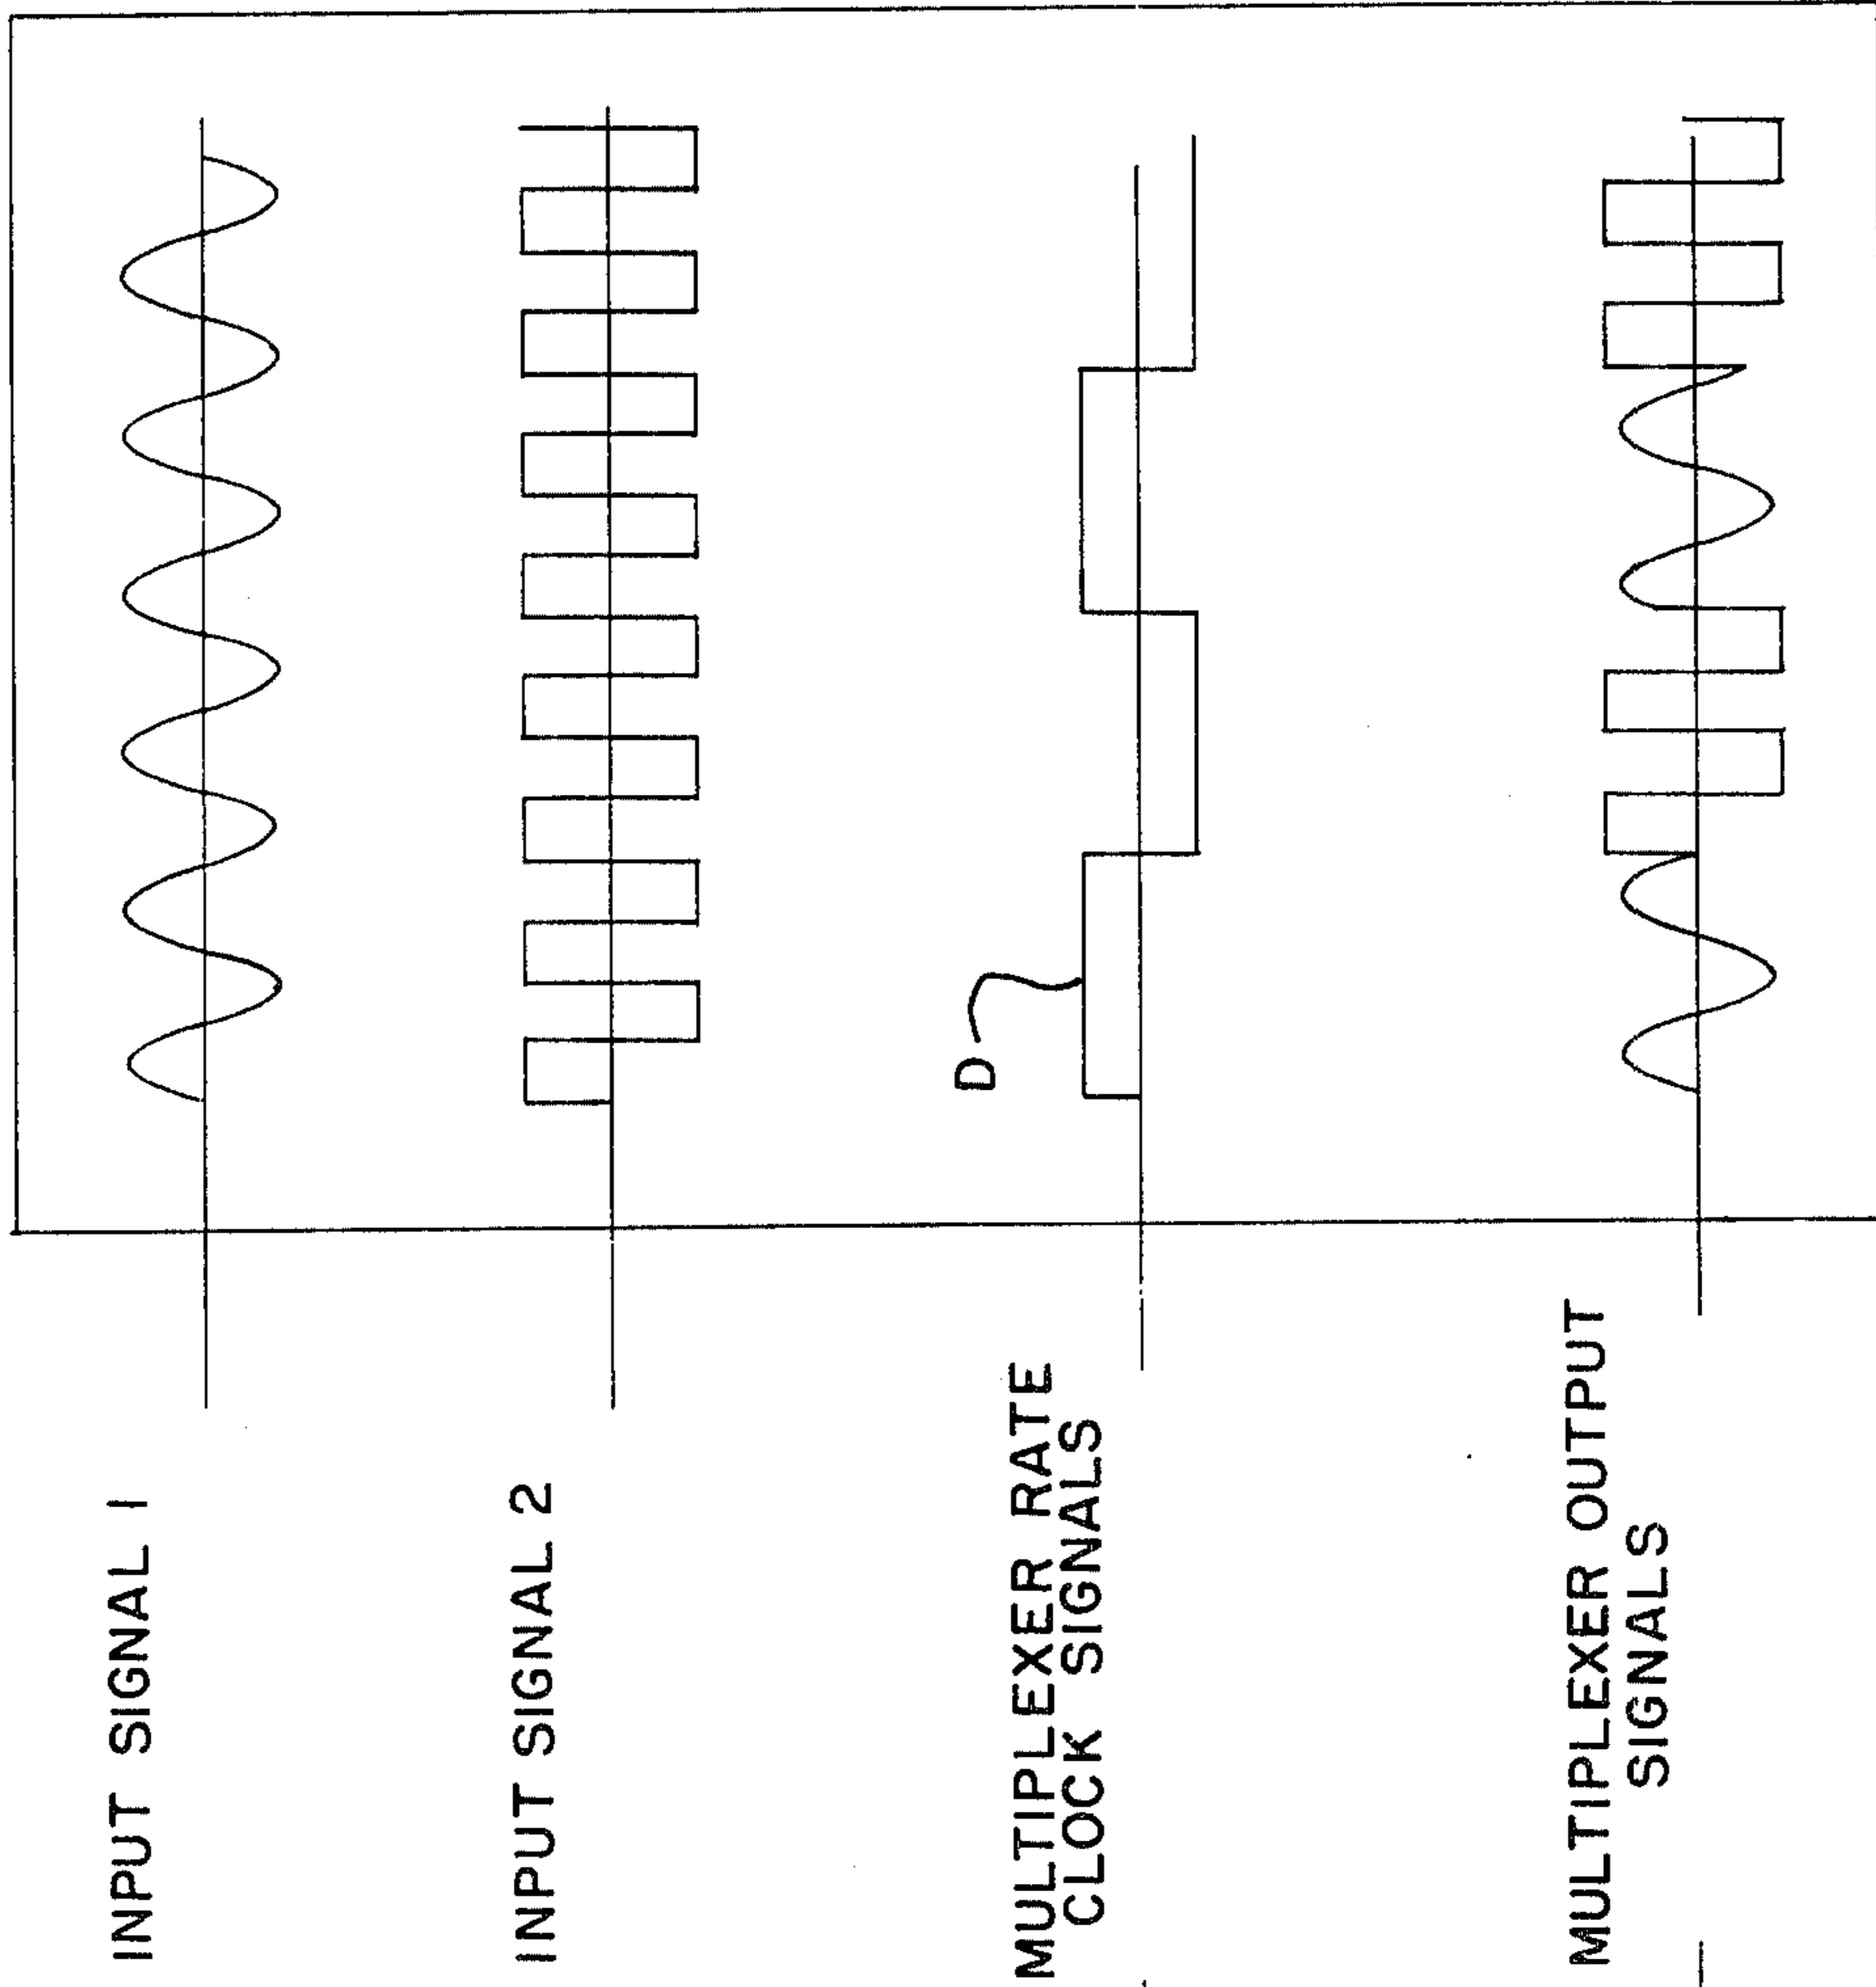 INPUT SIGNAL 1
INPUT SIGNAL 2
D
MULTIPLEXER RATE
CLOCK SIGNALS
MULTIPLEXER OUTPUT
SIGNALS